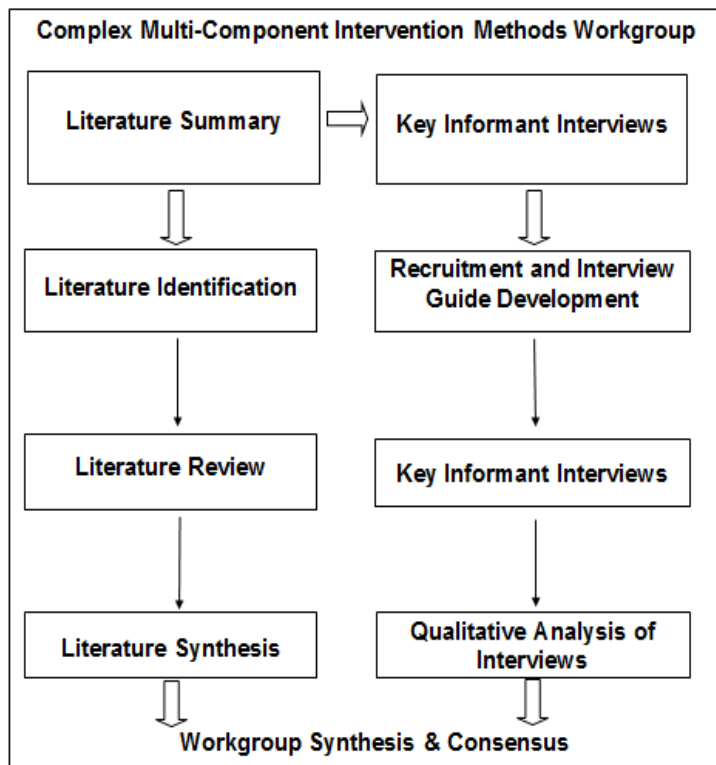 Complex Multi-Component Intervention Methods Workgroup
Literature Summary
Key Informant Interviews
Literature Identification
Recruitment and Interview
Guide Development
Literature Review
Key Informant Interviews
Literature Synthesis
Qualitative Analysis of
Interviews
Workgroup Synthesis & Consensus